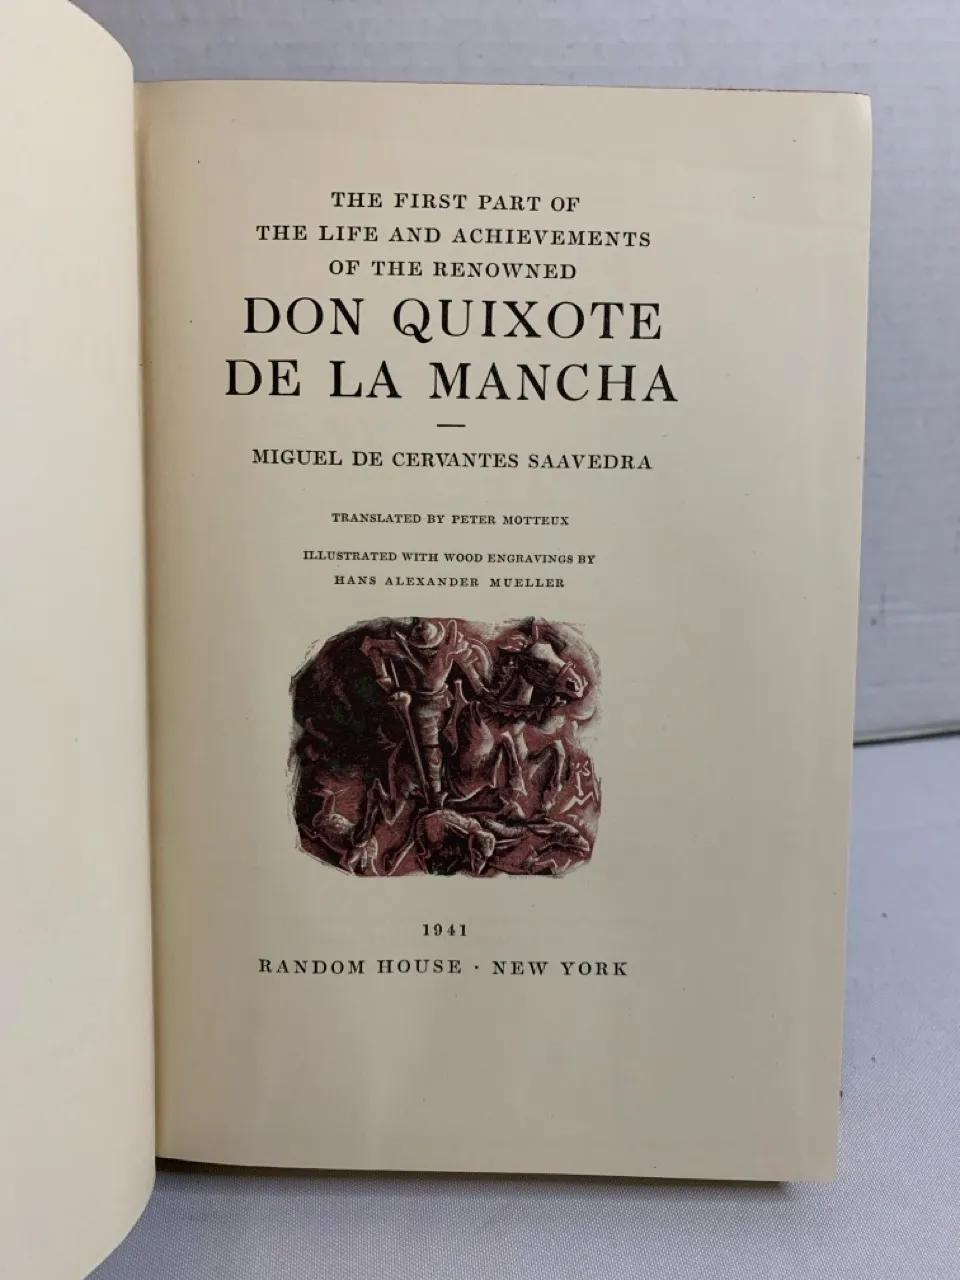 THE FIRST PART OF
THE LIFE AND ACHIEVEMENTS
OF THE RENOWNED
DON QUIXOTE
DE LA MANCHA
MIGUEL DE CERVANTES SAAVEDRA
TRANSLATED BY PETER MOTTEUX
ILLUSTRATED WITH WOOD ENGRAVINGS BY
HANS ALEXANDER MUELLER
1941
RANDOM HOUSE · NEW YORK